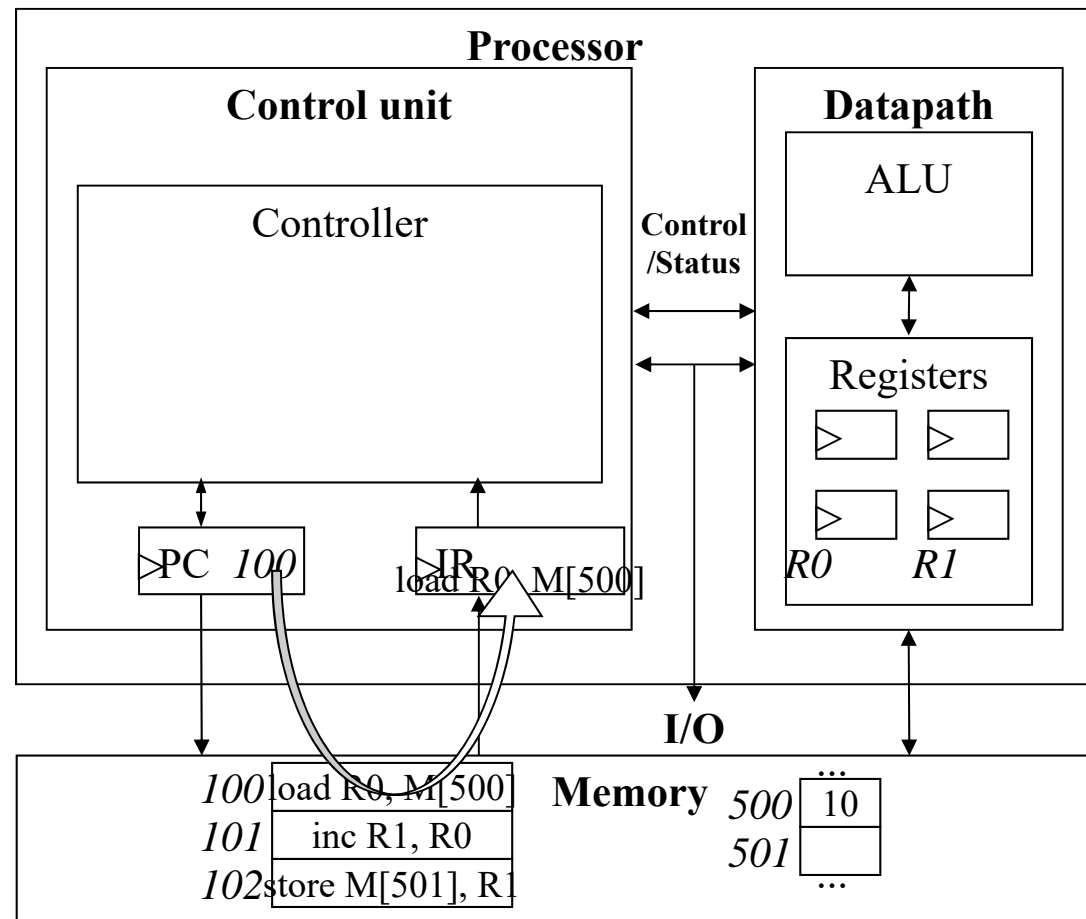 Processor
Control unit
Datapath
ALU
Controller
Control
/Status
Registers
PC 100
IR
load R0, M[500]
R0 R1
I/O
Memory
100 load R0, M[500]
101 inc R1, R0
102 store M[501], R1
...
500 10
501
...